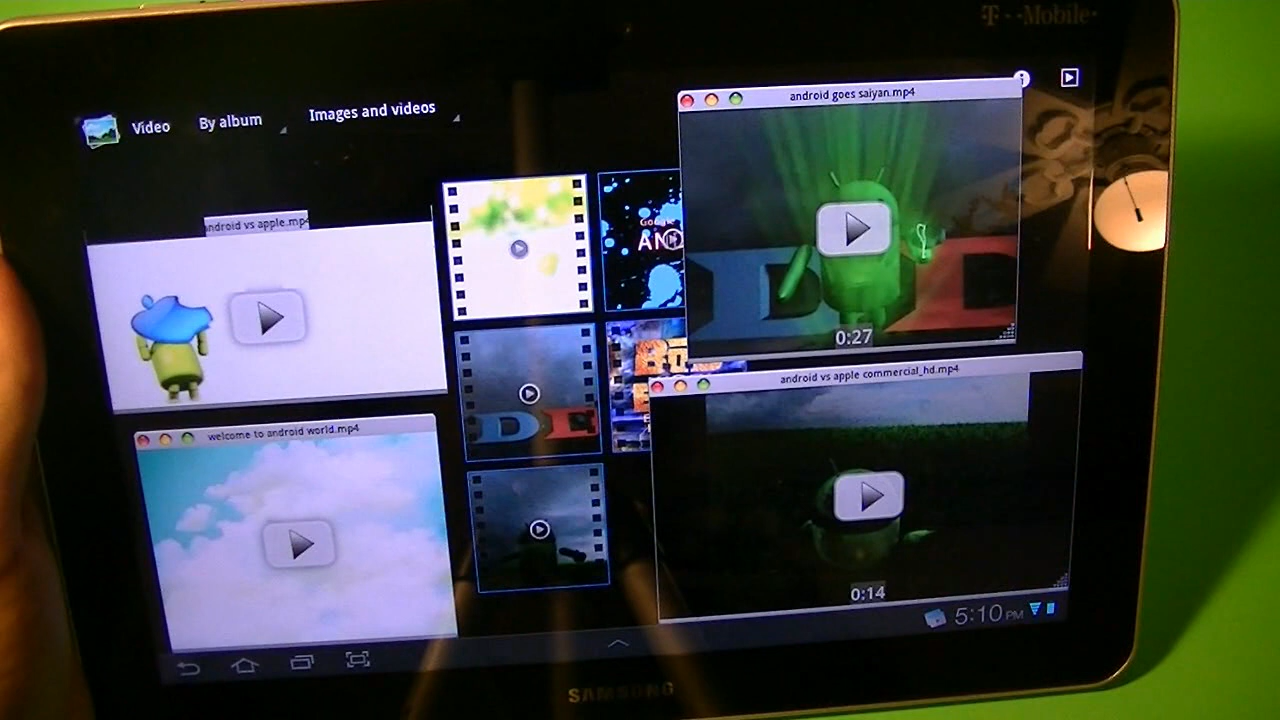 T-Mobile
Video
By album
Images and videos
android goes saiyan.mp4
android vs apple.mp4
0:27
android vs apple commercial_hd.mp4
welcome to android world.mp4
0:14
5:10 PM
SAMSUNG